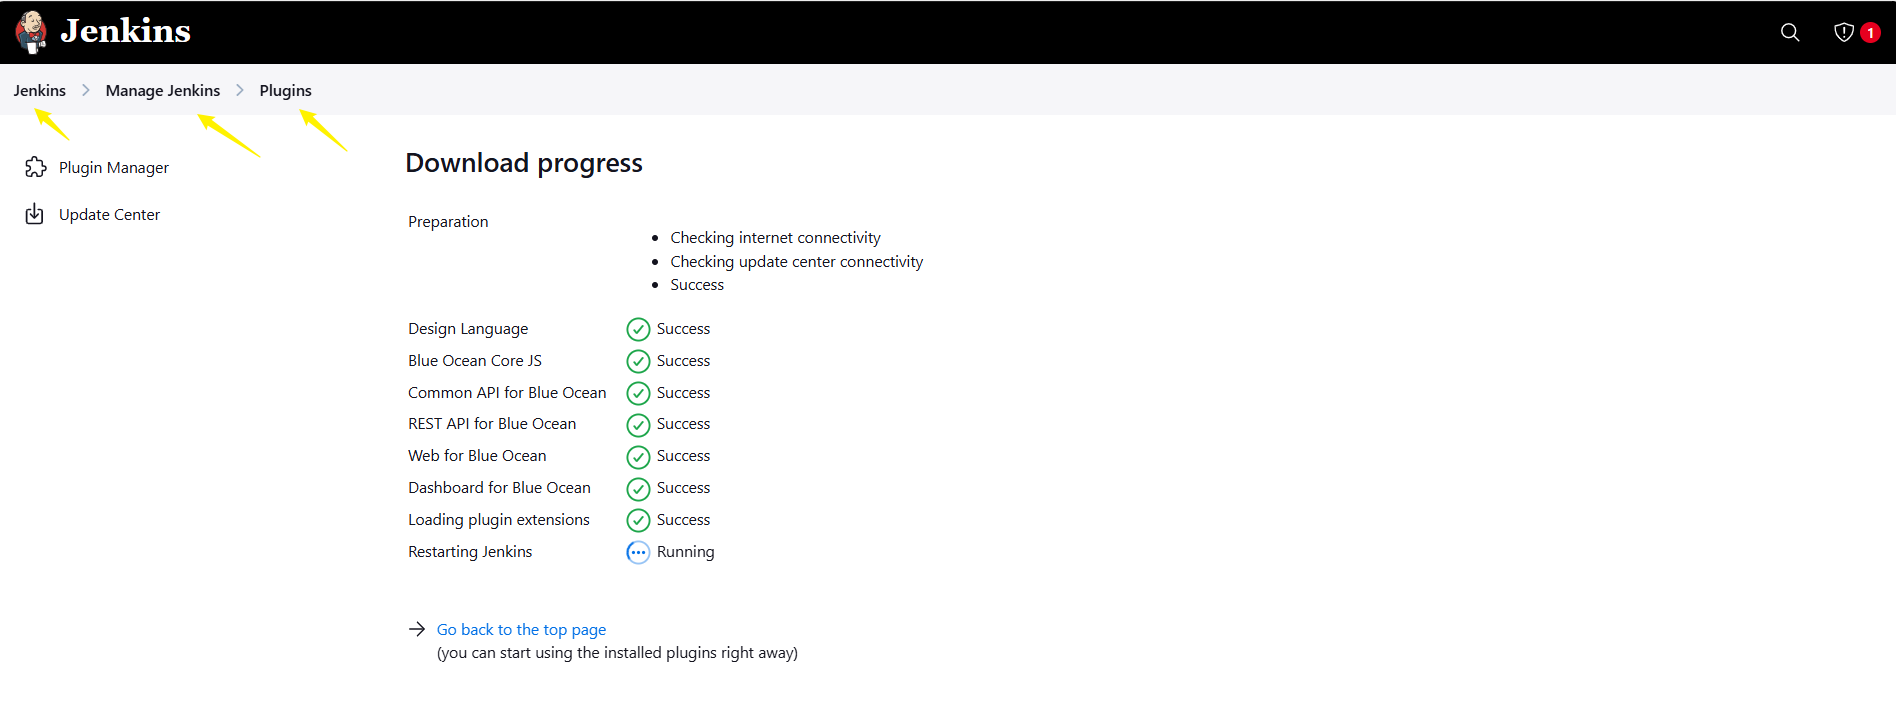 Jenkins
1
Jenkins Manage Jenkins Plugins
Plugin Manager
Update Center
Download progress
Preparation
Checking internet connectivity
Checking update center connectivity
Success
Design Language Success
Blue Ocean Core JS Success
Common API for Blue Ocean Success
REST API for Blue Ocean Success
Web for Blue Ocean Success
Dashboard for Blue Ocean Success
Loading plugin extensions Success
Restarting Jenkins Running
Go back to the top page
(you can start using the installed plugins right away)